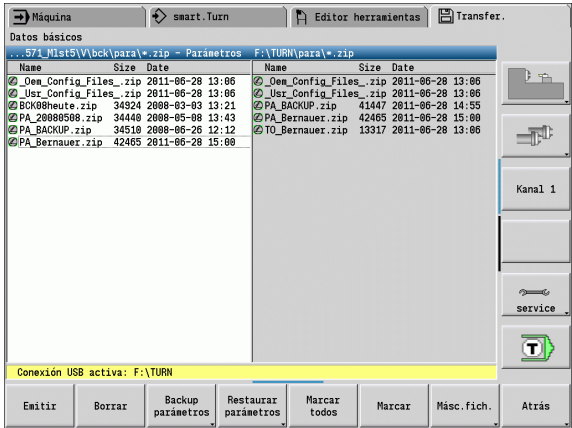 Máquina
smart.Turn
Editor herramientas
Transfer.
Datos básicos
...571_Mlst5\V\bck\para\*.zip - Parámetros
F:\TURN\para\*.zip
Name Size Date
_Oem_Config_Files_.zip 2011-06-28 13:06
_Usr_Config_Files_.zip 2011-06-28 13:06
BCK08heute.zip 34924 2008-03-03 13:21
PA_20080508.zip 34440 2008-05-08 13:43
PA_BACKUP.zip 34510 2008-06-26 12:12
PA_Bernauer.zip 42465 2011-06-28 15:00
Name Size Date
_Oem_Config_Files_.zip 2011-06-28 13:06
_Usr_Config_Files_.zip 2011-06-28 13:06
PA_BACKUP.zip 41447 2011-06-28 14:55
PA_Bernauer.zip 42465 2011-06-28 15:00
TO_Bernauer.zip 13317 2011-06-28 13:06
Kanal 1
service
T
Conexión USB activa: F:\TURN
Emitir
Borrar
Backup
parámetros
Restaurar
parámetros
Marcar
todos
Marcar
Másc.fich.
Atrás